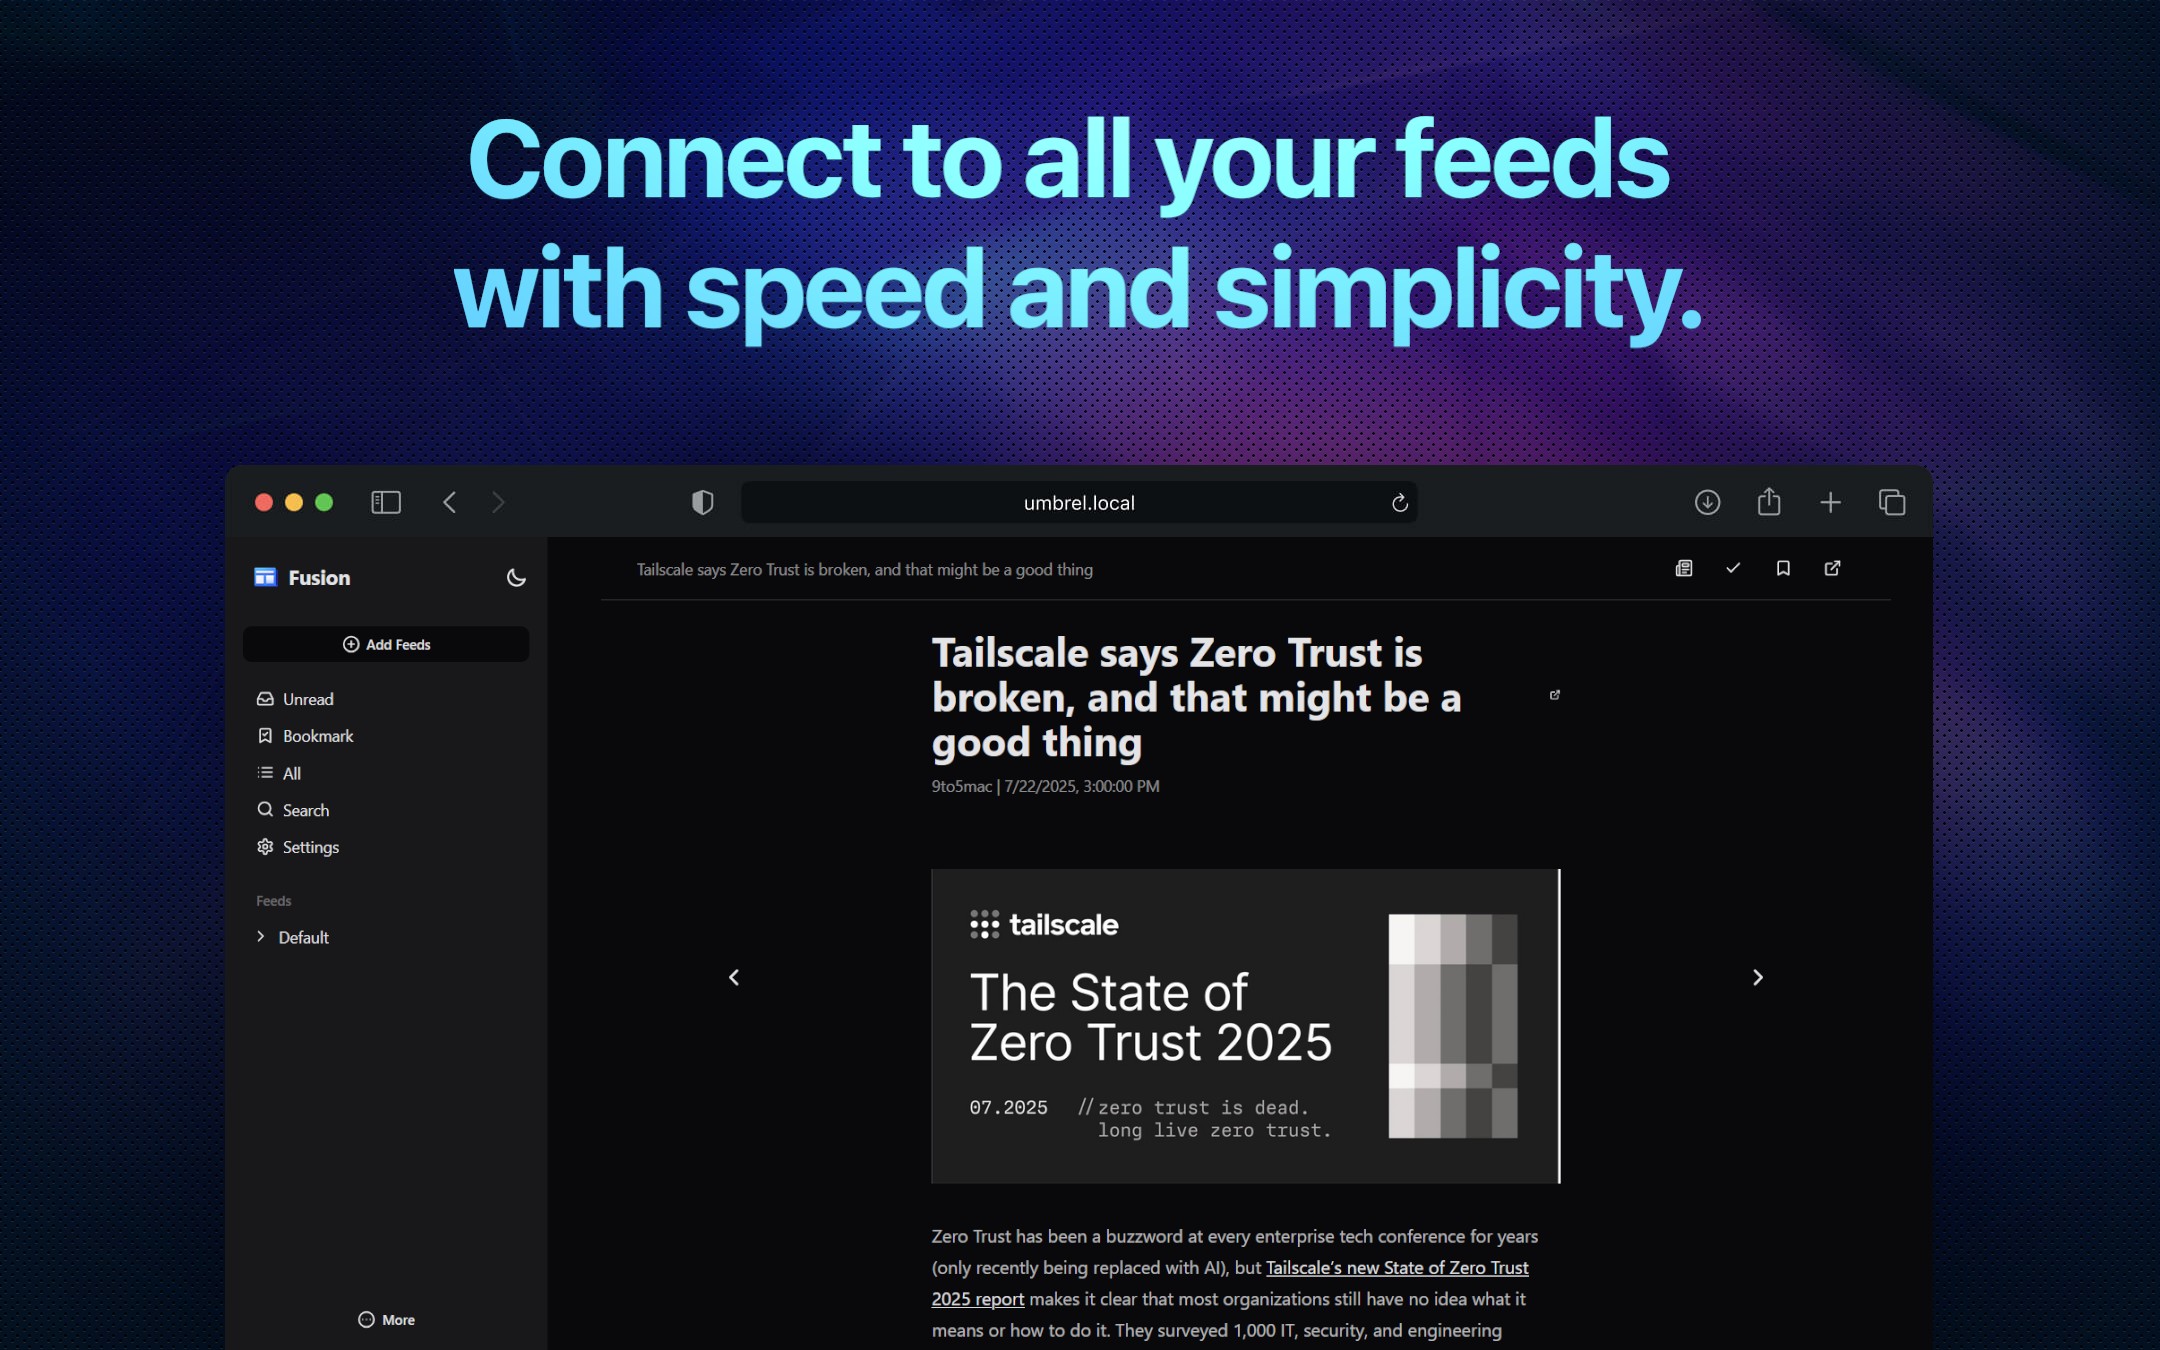 Connect to all your feeds
with speed and simplicity.
umbrel.local
Fusion
Add Feeds
Unread
Bookmark
All
Search
Settings
Feeds
Default
More
Tailscale says Zero Trust is broken, and that might be a good thing
Tailscale says Zero Trust is
broken, and that might be a
good thing
9to5mac | 7/22/2025, 3:00:00 PM
tailscale
The State of
Zero Trust 2025
07.2025 // zero trust is dead.
long live zero trust.
Zero Trust has been a buzzword at every enterprise tech conference for years
(only recently being replaced with AI), but Tailscale's new State of Zero Trust
2025 report makes it clear that most organizations still have no idea what it
means or how to do it. They surveyed 1,000 IT, security, and engineering